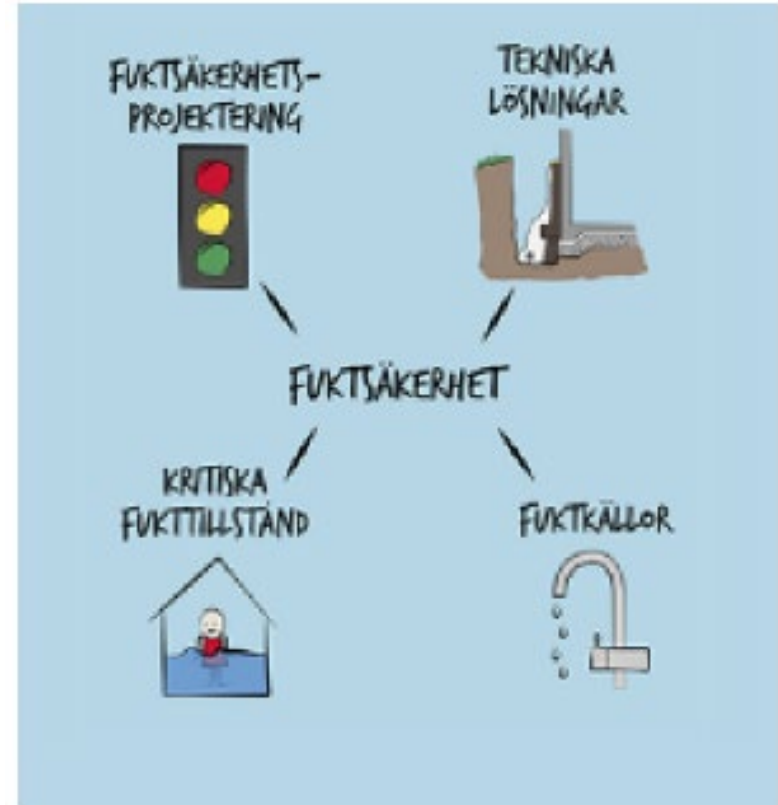 FUKTSÄKERHETS-
PROJEKTERING
TEKNISKA
LÖSNINGAR
FUKTSÄKERHET
KRITISKA
FUKTTILLSTÅND
FUKTKÄLLOR